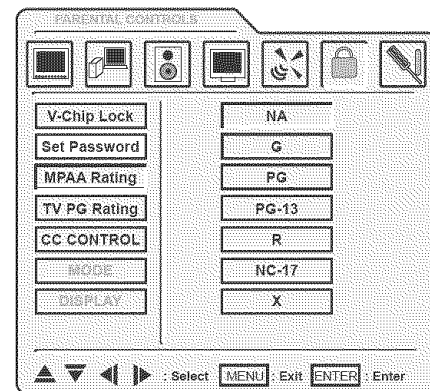 PARENTAL CONTROLS
V-Chip Lock NA
Set Password G
MPAA Rating PG
TV PG Rating PG-13
CC CONTROL R
MODE NC-17
DISPLAY X
: Select MENU : Exit ENTER : Enter